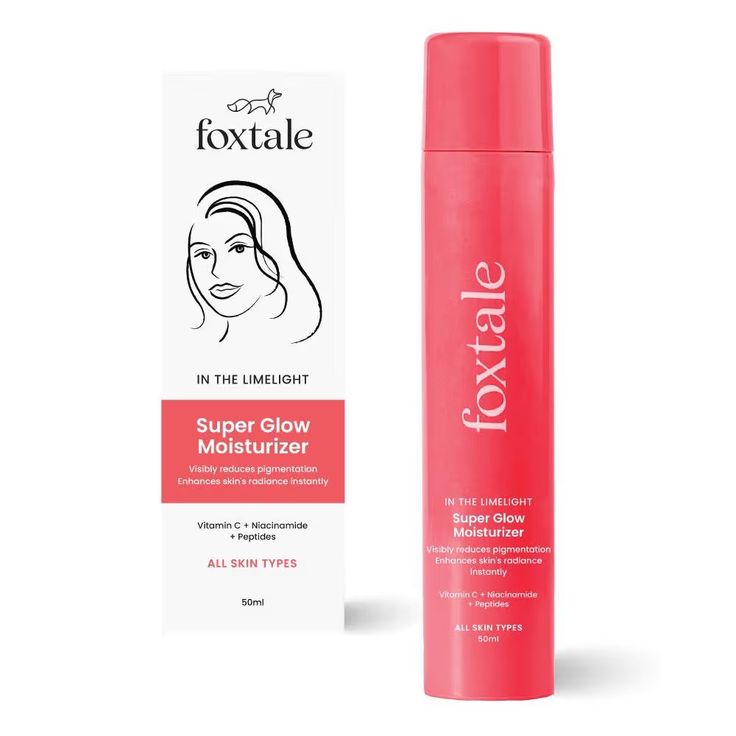 foxtale
IN THE LIMELIGHT
Super Glow
Moisturizer
Visibly reduces pigmentation
Enhances skin's radiance instantly
Vitamin C + Niacinamide
+ Peptides
ALL SKIN TYPES
50ml
foxtale
IN THE LIMELIGHT
Super Glow
Moisturizer
Visibly reduces pigmentation
Enhances skin's radiance
Instantly
Vitamin C + Niacinamide
+ Peptides
ALL SKIN TYPES
50ml